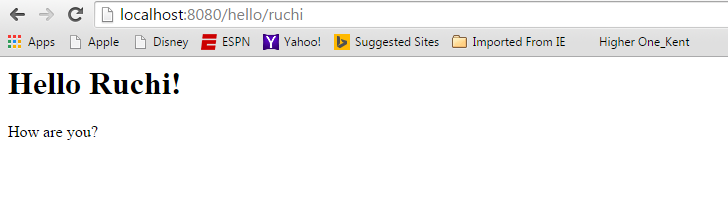 localhost:8080/hello/ruchi
Apps Apple Disney ESPN Yahoo! Suggested Sites Imported From IE Higher One_Kent
Hello Ruchi!
How are you?